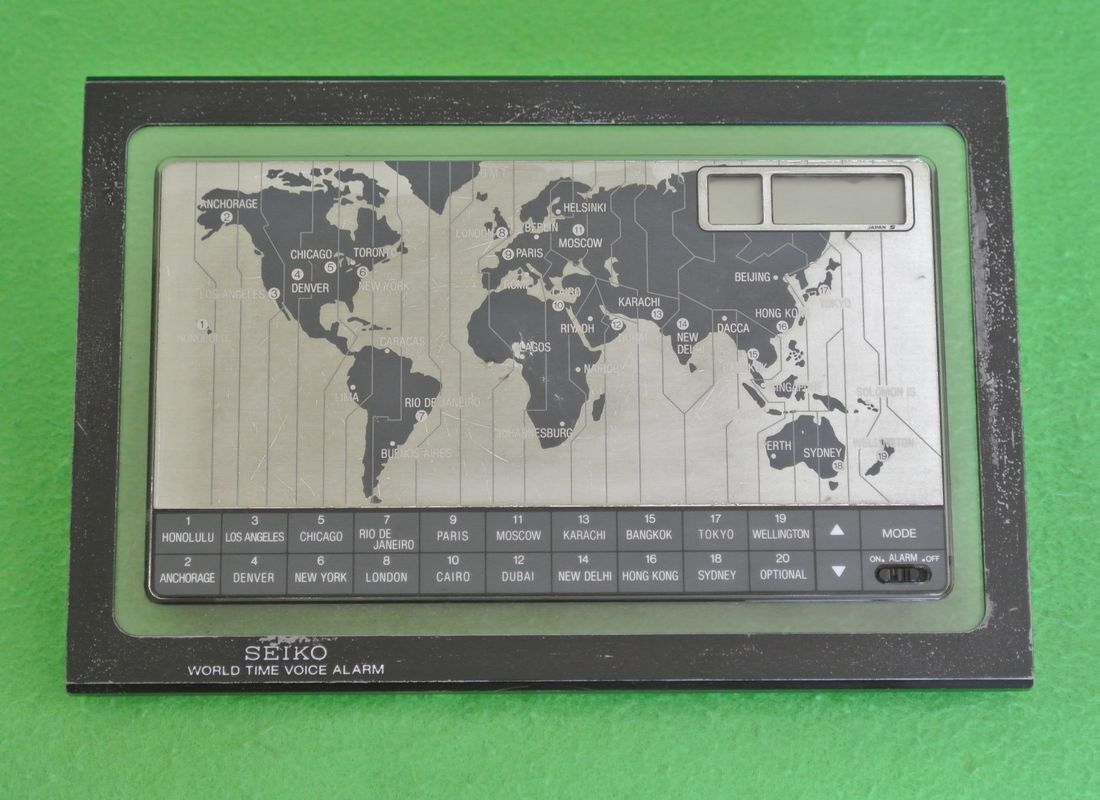 GMT
ANCHORAGE
2
HELSINKI
LONDON 8
BERLIN
11
MOSCOW
CHICAGO
TORONTO
9 PARIS
5
4
6
DENVER
NEW YORK
BEIJING
ROME
CAIRO
LOS ANGELES 3
10
KARACHI
17
TOKYO
13
HONG KO
1
RIYADH
12
DUBAI
14
DACCA
16
HONOLULU
NEW
DELHI
CARACAS
LAGOS
15
NAIROBI
LIMA
SOLOMON IS.
RIO DE JANEIRO
7
JOHANNESBURG
BUENOS AIRES
PERTH
SYDNEY
18
WELLINGTON
19
JAPAN S
1 3 5 7 9 11 13 15 17 19 ▲
HONOLULU LOS ANGELES CHICAGO RIO DE JANEIRO PARIS MOSCOW KARACHI BANGKOK TOKYO WELLINGTON MODE
2 4 6 8 10 12 14 16 18 20 ▼ ON ALARM OFF
ANCHORAGE DENVER NEW YORK LONDON CAIRO DUBAI NEW DELHI HONG KONG SYDNEY OPTIONAL
SEIKO
WORLD TIME VOICE ALARM